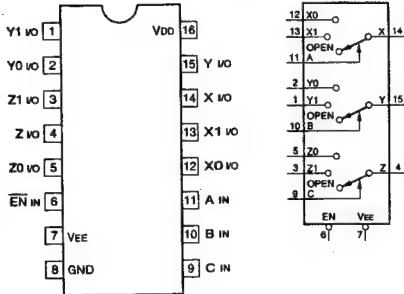 Y1 I/O 1
Y0 I/O 2
Z1 I/O 3
Z I/O 4
Z0 I/O 5
E̅N̅ IN 6
7 VEE
8 GND
VDD 16
15 Y I/O
14 X I/O
13 X1 I/O
12 X0 I/O
11 A IN
10 B IN
9 C IN
12 X0
13 X1 X 14
OPEN
11 A
2 Y0
1 Y1 Y 15
OPEN
10 B
5 Z0
3 Z1 Z 4
OPEN
9 C
EN VEE
6 7